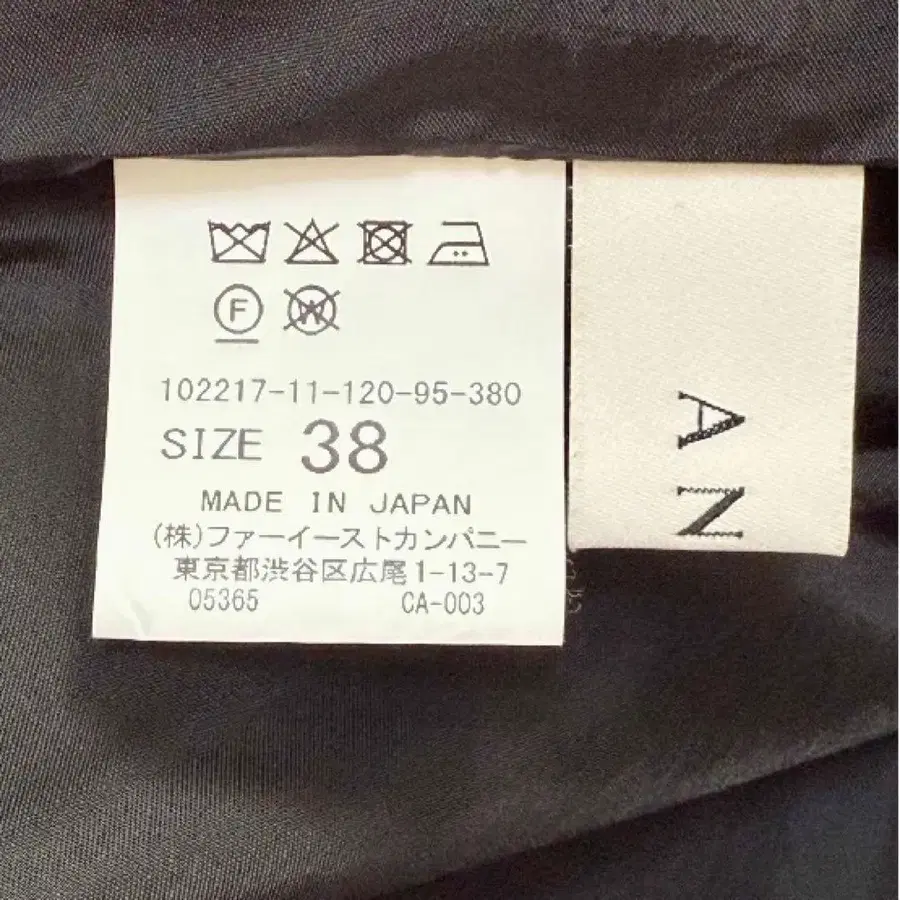 F W
102217-11-120-95-380
SIZE 38
MADE IN JAPAN
(株)ファーイーストカンパニー
東京都渋谷区広尾1-13-7
05365 CA-003
AN